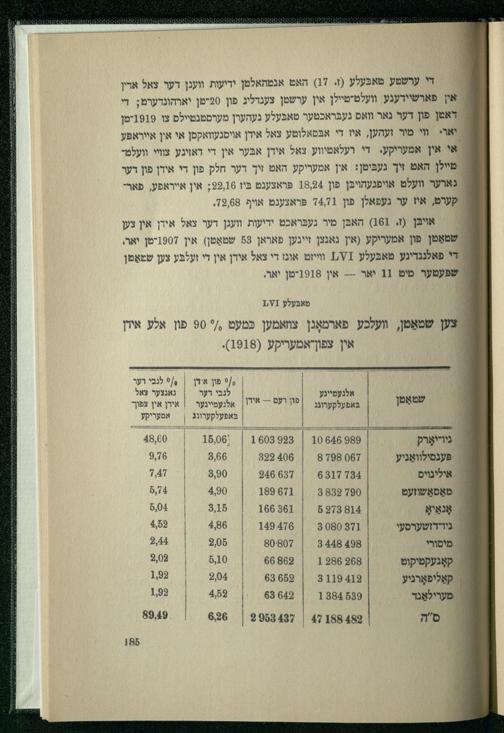 די ערשטע טאבעלע (ז. 17) האט אנטהאלטן ידיעות וועגן דער צאל אדין
אין פארשיידענע וועלט־טיילן אין ערשטן צענדליג פון 20־טן יארהונדערט; די
דאטן פון דער נאר וואס געבראכטער טאבעלע געהערן מערסטנטיילס צו 1919־טן
יאר. ווי מיר זעהען, איז די אבסאלוטע צאל אידן אויסגעוואקסן אי אין אייראפע
אי אין אמעריקע. די רעלאטיווע צאל אידן אבער אין די דאזיגע צוויי וועלט־
טיילן האט זיך געביטן: אין אמעריקע האט זיך דער חלק פון די אידן פון דער
גארער וועלט אויפגעהויבן פון 18,24 פראצענט ביז 22,16; אין אייראפע, פאר־
קערט, איז ער געפאלן פון 74,71 פראצענט אויף 72,68.
אויבן (ז. 161) האבן מיר געבראכט ידיעות וועגן דער צאל אידן אין צען
שטאטן פון אמעריקע (אין גאנצן זיינען פאראן 53 שטאטן) אין 1907־טן יאר.
די פאלגנדיגע טאבעלע LVI ווייזט אונז די צאל אידן אין די זעלבע צען שטאטן
שפעטער מיט 11 יאר — אין 1918־טן יאר.
טאבעלע LVI
צען שטאטן, וועלכע פארמאגן צוזאמען כמעט 90 % פון אלע אידן
אין צפון־אמעריקע (1918).
שטאטן אלגעמיינע באפעלקערונג פון דעם — אידן % פון אידן לגבי דער אלגעמיינער באפעלקערונג % לגבי דער גאנצער צאל אידן אין צפון־אמעריקע
ניו־יארק 10 646 989 1 603 923 15,06 48,60
פענסילוואניע 8 798 067 322 406 3,66 9,76
אילינויס 6 317 734 246 637 3,90 7,47
מאסאשוזעט 3 832 790 189 671 4,90 5,74
אהאיא 5 273 814 166 361 3,15 5,04
ניו־דזשערסעי 3 080 371 149 476 4,86 4,52
מיסורי 3 448 498 80 807 2,05 2,44
קאנעקטיקוט 1 286 268 66 862 5,10 2,02
קאליפארניע 3 119 412 63 652 2,04 1,92
מערילאנד 1 384 539 63 642 4,52 1,92
ס"ה 47 188 482 2 953 437 6,26 89,49
185